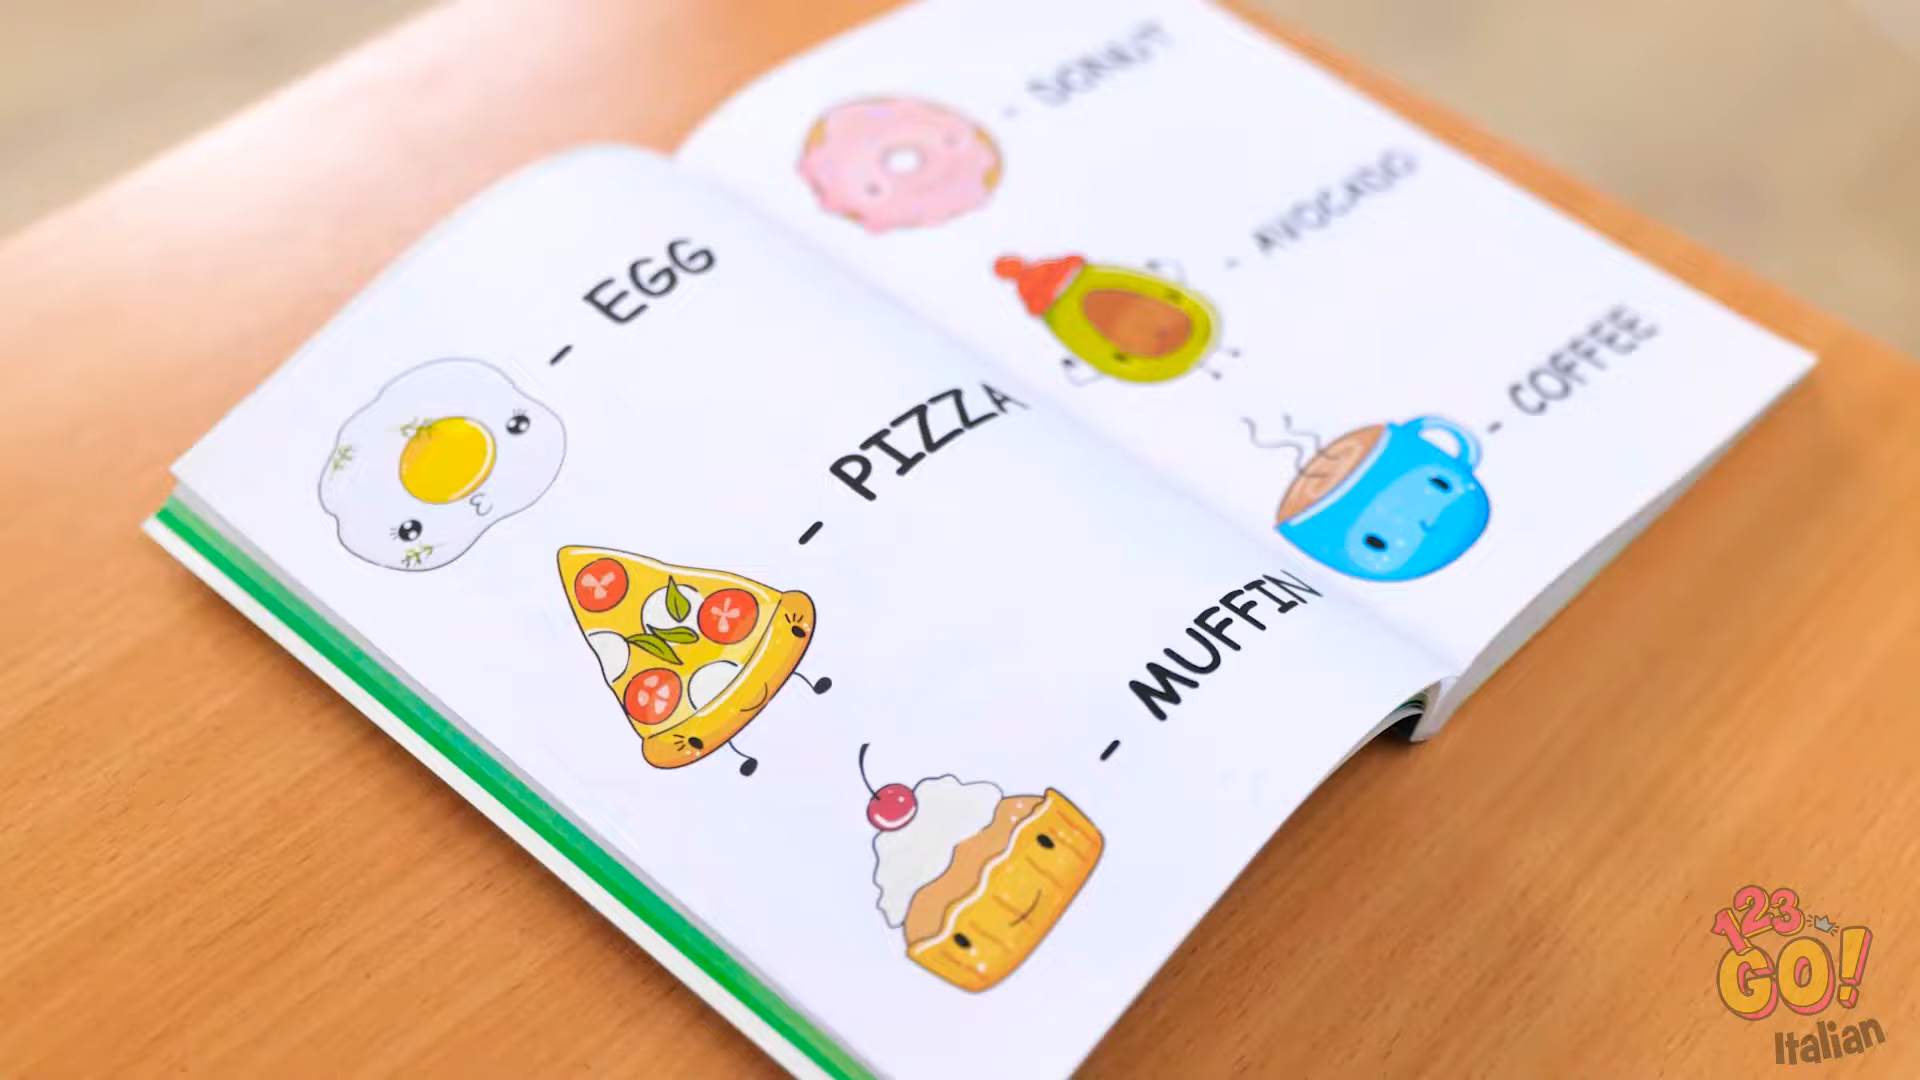 - EGG
- PIZZA
- MUFFIN
- DONUT
- AVOCADO
- COFFEE
123
GO!
Italian